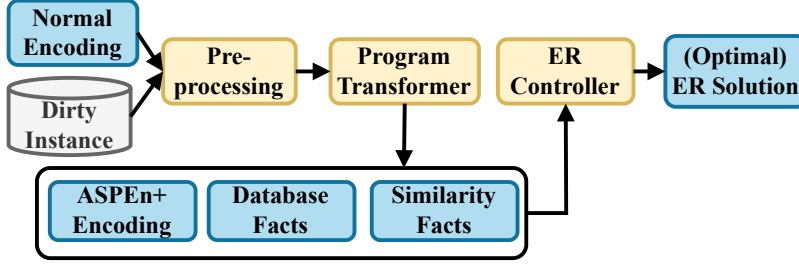 Normal
Encoding
Dirty
Instance
Pre-
processing
Program
Transformer
ER
Controller
(Optimal)
ER Solution
ASPEn+
Encoding
Database
Facts
Similarity
Facts